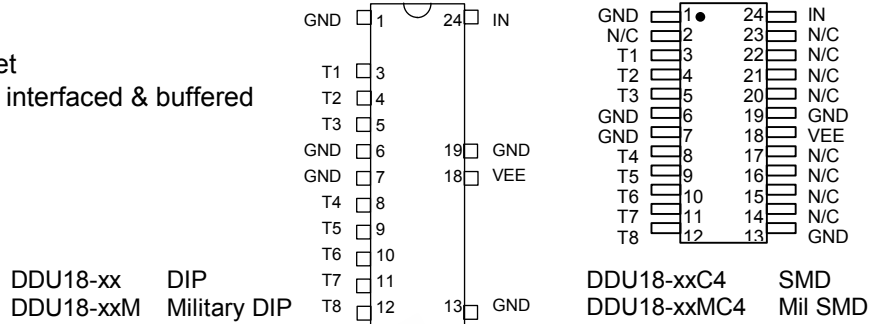 et
interfaced & buffered
GND 1 24 IN
T1 3
T2 4
T3 5
GND 6 19 GND
GND 7 18 VEE
T4 8
T5 9
T6 10
T7 11
T8 12 13 GND
DDU18-xx DIP
DDU18-xxM Military DIP
GND 1 24 IN
N/C 2 23 N/C
T1 3 22 N/C
T2 4 21 N/C
T3 5 20 N/C
GND 6 19 GND
GND 7 18 VEE
T4 8 17 N/C
T5 9 16 N/C
T6 10 15 N/C
T7 11 14 N/C
T8 12 13 GND
DDU18-xxC4 SMD
DDU18-xxMC4 Mil SMD